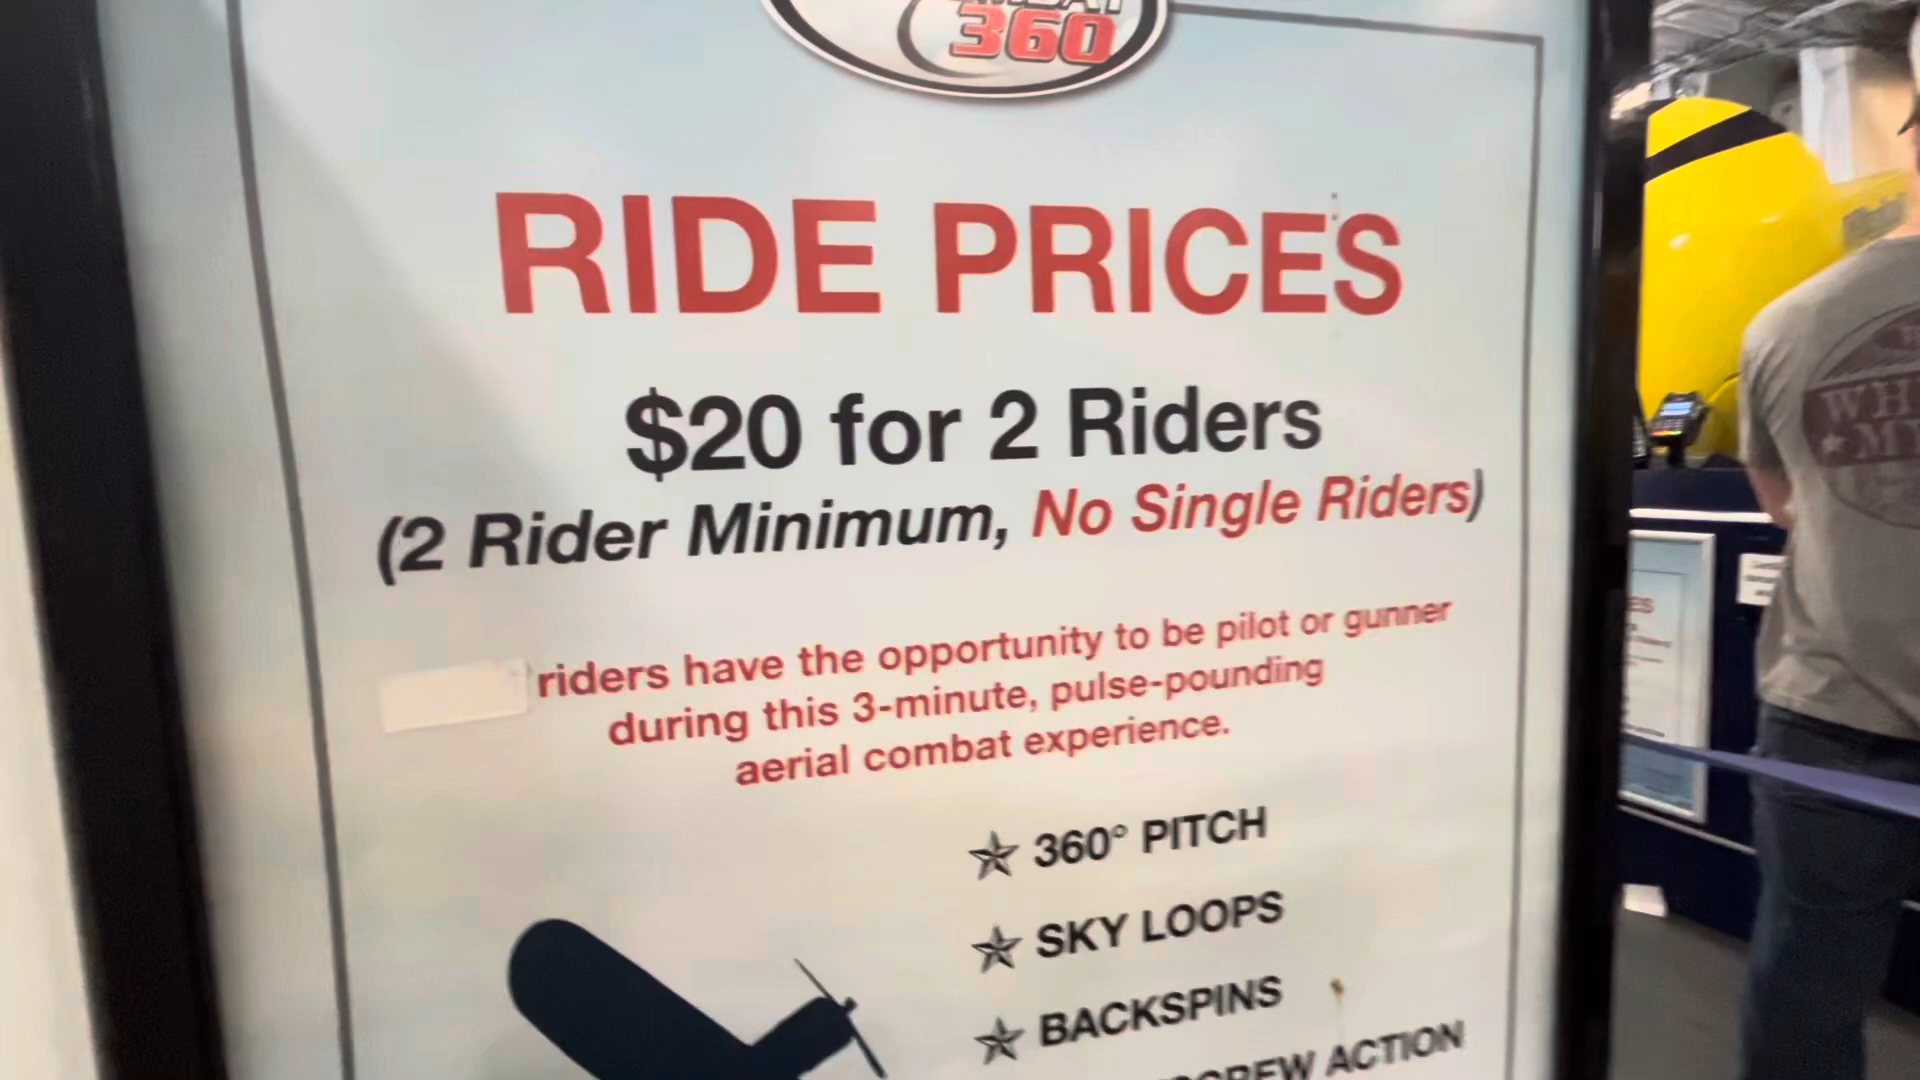 360
RIDE PRICES
$20 for 2 Riders
(2 Rider Minimum, No Single Riders)
riders have the opportunity to be pilot or gunner
during this 3-minute, pulse-pounding
aerial combat experience.
360° PITCH
SKY LOOPS
BACKSPINS
ACTION